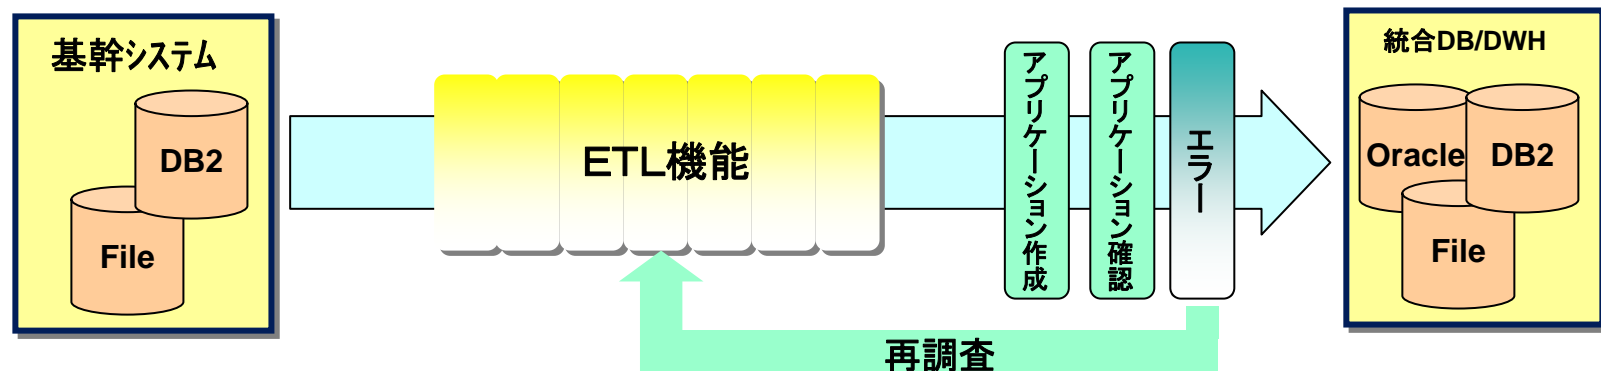 基幹システム
DB2
File
ETL機能
アプリケーション作成
アプリケーション確認
エラー
再調査
統合DB/DWH
Oracle
DB2
File